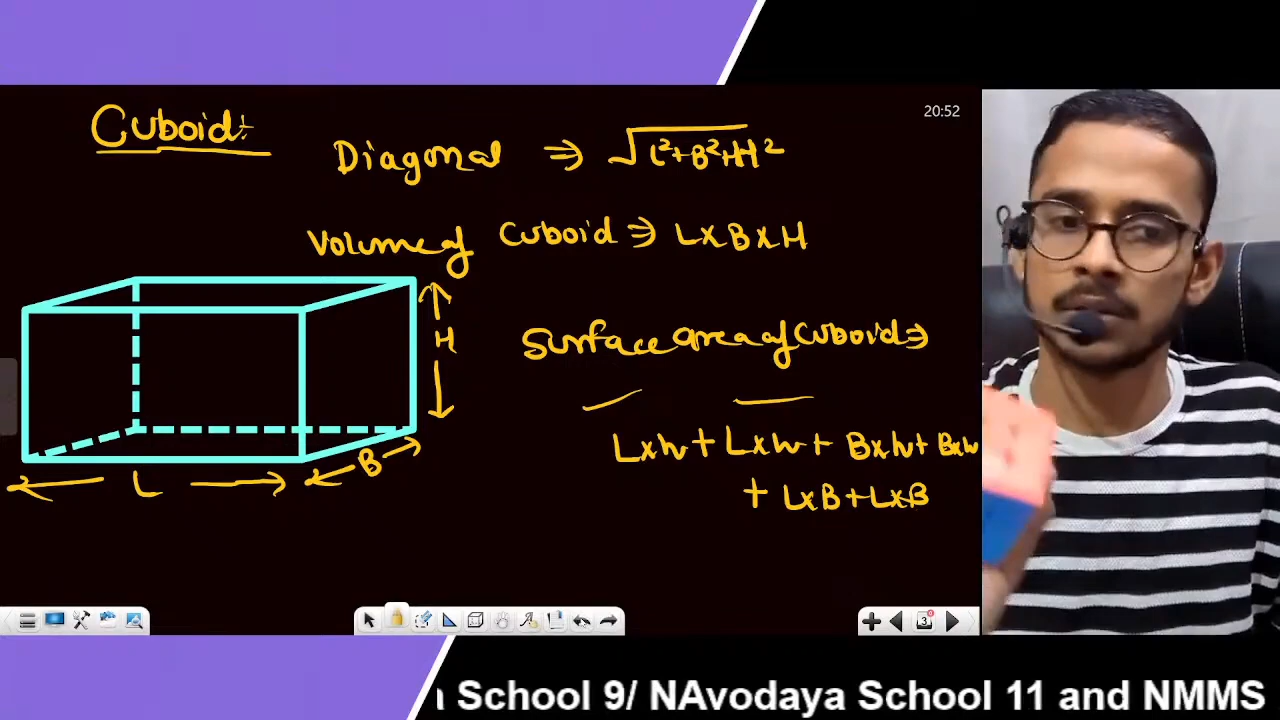 Cuboid :-
20:52
Diagonal ⇒ √L²+B²+H²
Volume of Cuboid ⇒ L×B×H
H
Surface area of Cuboid ⇒
L×h + L×h + B×h + B×h
+ L×B + L×B
B
L
3
School 9/ NAvodaya School 11 and NMMS